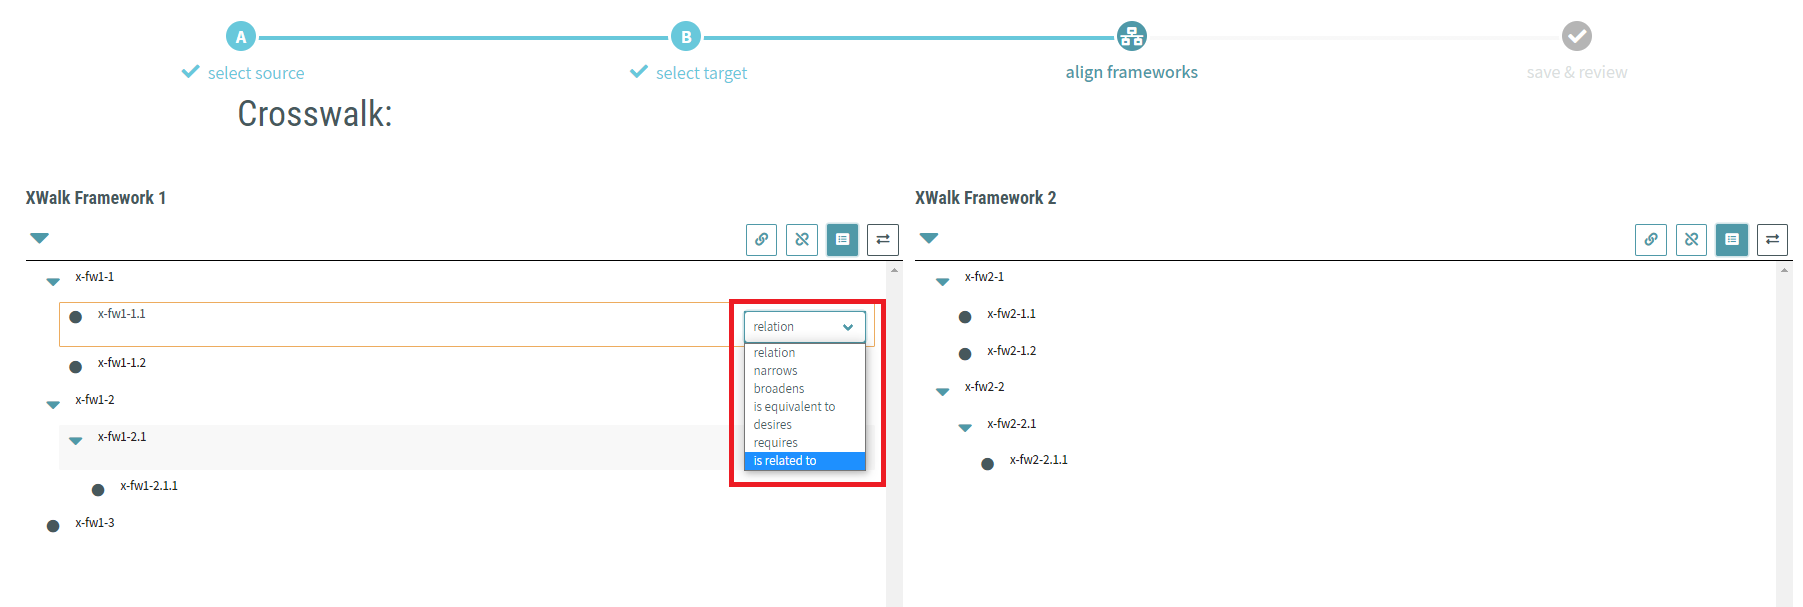 A
B
select source
select target
align frameworks
save & review
Crosswalk:
XWalk Framework 1
x-fw1-1
x-fw1-1.1
relation
relation
narrows
broadens
is equivalent to
desires
requires
is related to
x-fw1-1.2
x-fw1-2
x-fw1-2.1
x-fw1-2.1.1
x-fw1-3
XWalk Framework 2
x-fw2-1
x-fw2-1.1
x-fw2-1.2
x-fw2-2
x-fw2-2.1
x-fw2-2.1.1